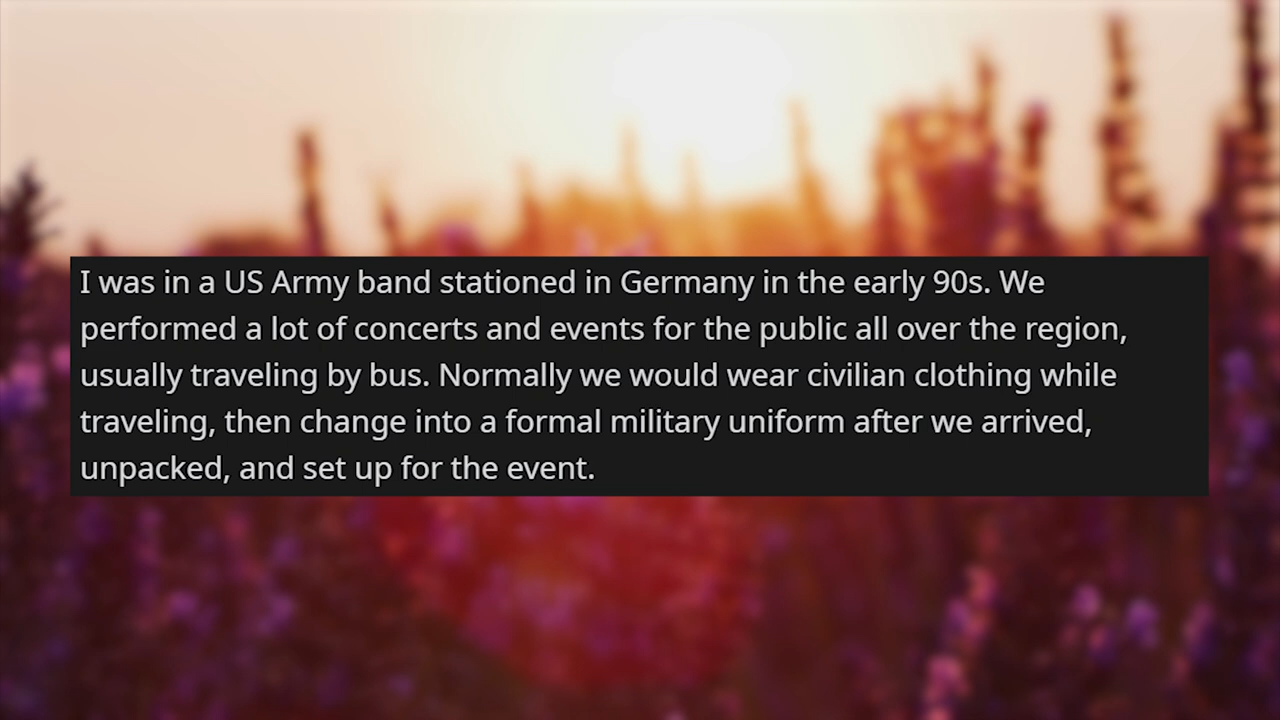 I was in a US Army band stationed in Germany in the early 90s. We
performed a lot of concerts and events for the public all over the region,
usually traveling by bus. Normally we would wear civilian clothing while
traveling, then change into a formal military uniform after we arrived,
unpacked, and set up for the event.